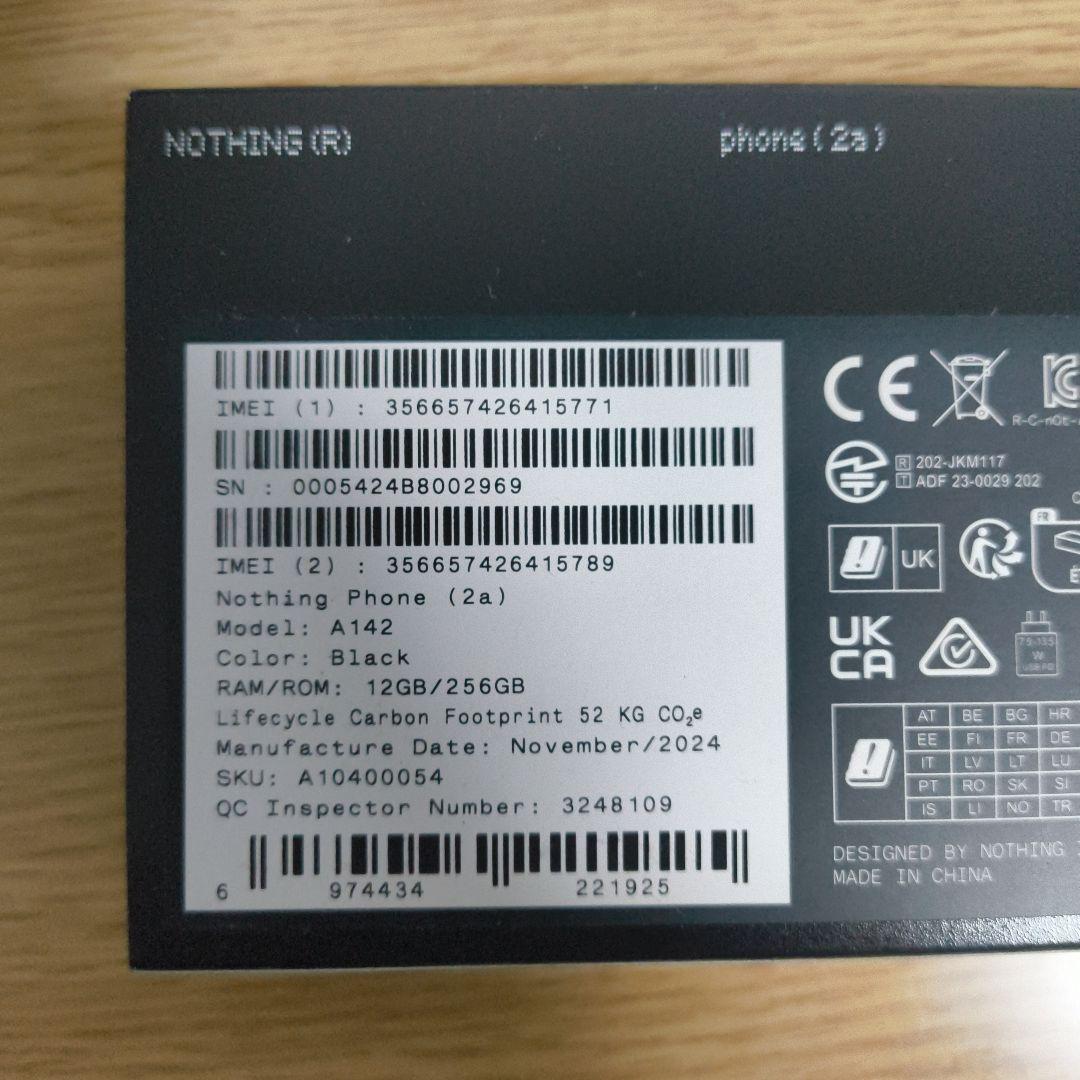 NOTHING(R)
phone(2a)
IMEI (1) : 356657426415771
SN : 0005424B8002969
IMEI (2) : 356657426415789
Nothing Phone (2a)
Model: A142
Color: Black
RAM/ROM: 12GB/256GB
Lifecycle Carbon Footprint 52 KG CO₂e
Manufacture Date: November/2024
SKU: A10400054
QC Inspector Number: 3248109
6 974434 221925
CE
R 202-JKM117
T ADF 23-0029 202
UK
FR
UK
CA
W
USB PD
AT BE BG HR
EE FI FR DE
IT LV LT LU
PT RO SK SI
IS LI NO TR
DESIGNED BY NOTHING
MADE IN CHINA